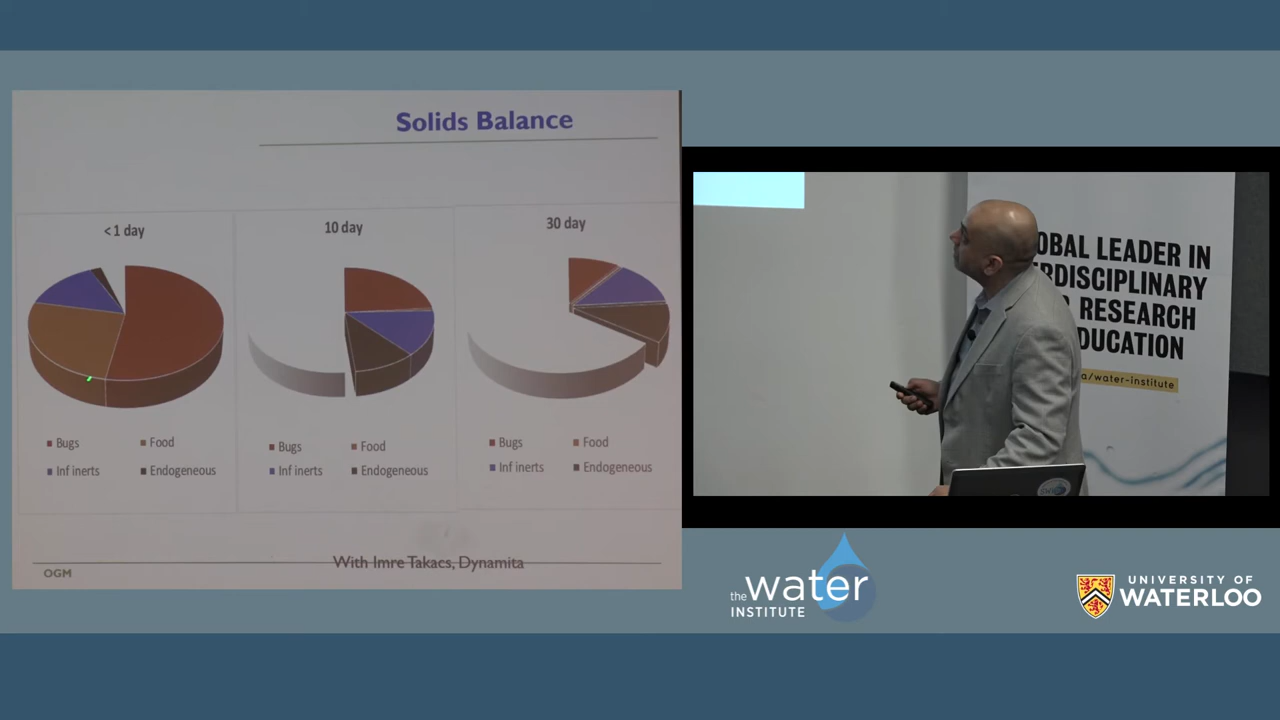 Solids Balance
< 1 day
10 day
30 day
Bugs
Food
Inf inerts
Endogeneous
Bugs
Food
Inf inerts
Endogeneous
Bugs
Food
Inf inerts
Endogeneous
With Imre Takacs, Dynamita
OGM
OBAL LEADER IN
RDISCIPLINARY
RESEARCH
DUCATION
a/water-institute
the water
INSTITUTE
UNIVERSITY OF
WATERLOO